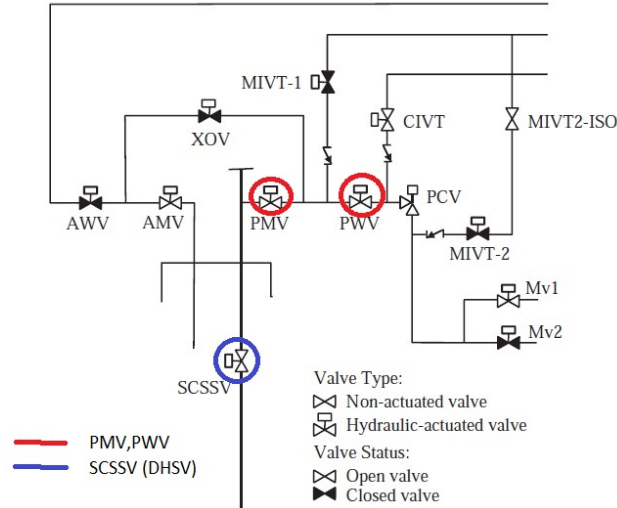 MIVT-1
CIVT
MIVT2-ISO
XOV
AWV
AMV
PMV
PWV
PCV
MIVT-2
Mv1
Mv2
SCSSV
Valve Type:
Non-actuated valve
Hydraulic-actuated valve
Valve Status:
Open valve
Closed valve
PMV,PWV
SCSSV (DHSV)